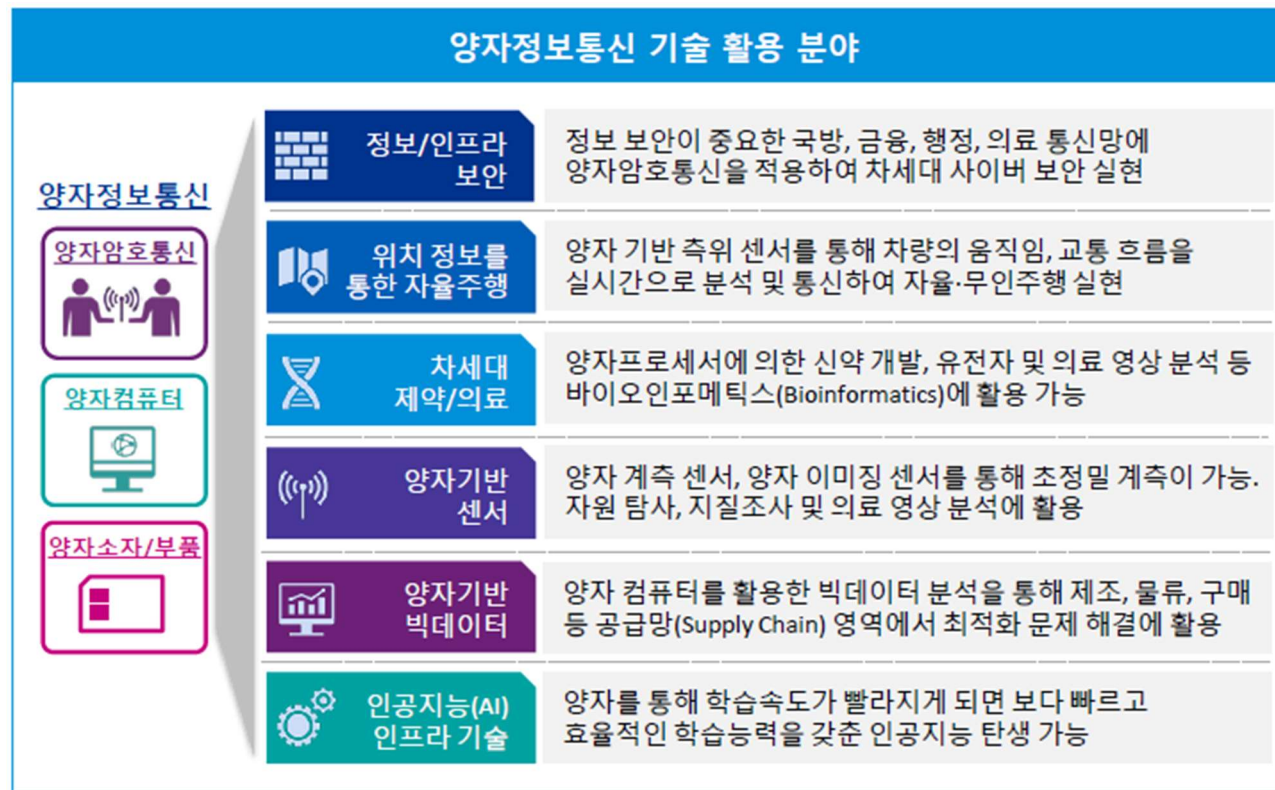 양자정보통신 기술 활용 분야
양자정보통신
양자암호통신
양자컴퓨터
양자소자/부품
정보/인프라
보안
정보 보안이 중요한 국방, 금융, 행정, 의료 통신망에
양자암호통신을 적용하여 차세대 사이버 보안 실현
위치 정보를
통한 자율주행
양자 기반 측위 센서를 통해 차량의 움직임, 교통 흐름을
실시간으로 분석 및 통신하여 자율·무인주행 실현
차세대
제약/의료
양자프로세서에 의한 신약 개발, 유전자 및 의료 영상 분석 등
바이오인포메틱스(Bioinformatics)에 활용 가능
양자기반
센서
양자 계측 센서, 양자 이미징 센서를 통해 초정밀 계측이 가능.
자원 탐사, 지질조사 및 의료 영상 분석에 활용
양자기반
빅데이터
양자 컴퓨터를 활용한 빅데이터 분석을 통해 제조, 물류, 구매
등 공급망(Supply Chain) 영역에서 최적화 문제 해결에 활용
인공지능(AI)
인프라 기술
양자를 통해 학습속도가 빨라지게 되면 보다 빠르고
효율적인 학습능력을 갖춘 인공지능 탄생 가능